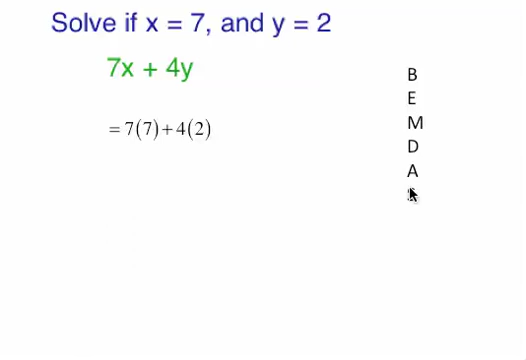 Solve if x = 7, and y = 2
7x + 4y
= 7(7) + 4(2)
B
E
M
D
A